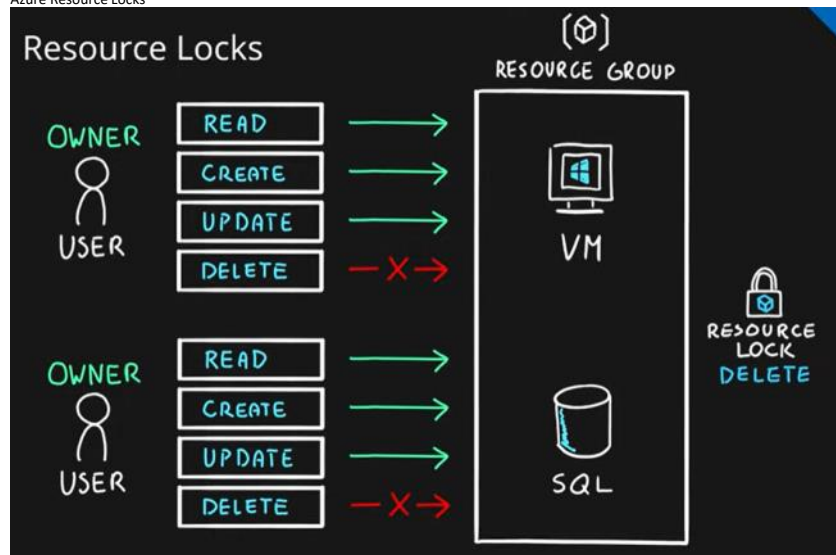 Azure Resource Locks
Resource Locks
RESOURCE GROUP
OWNER
USER
READ
CREATE
UPDATE
DELETE
X
VM
OWNER
USER
READ
CREATE
UPDATE
DELETE
X
SQL
RESOURCE
LOCK
DELETE